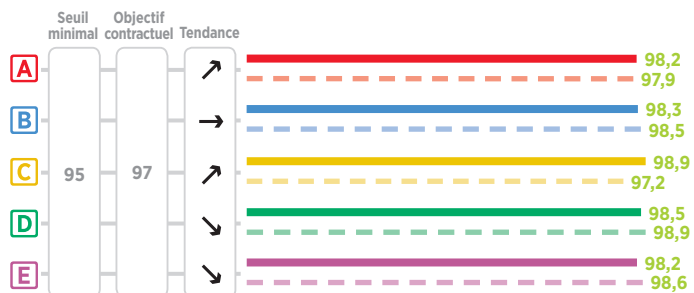 Seuil minimal
Objectif contractuel
Tendance
A
98,2
97,9
B
98,3
98,5
C
95
97
98,9
97,2
D
98,5
98,9
E
98,2
98,6